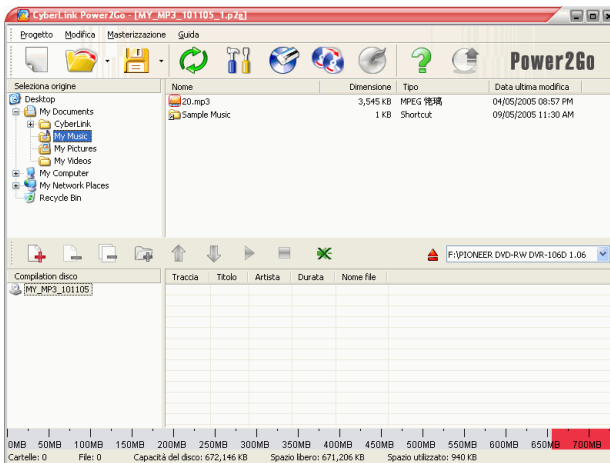 CyberLink Power2Go - [MY_MP3_101105_1.p2g]
Progetto Modifica Masterizzazione Guida
Power2Go
Seleziona origine
Nome Dimensione Tipo Data ultima modifica
Desktop
My Documents
CyberLink
My Music
My Pictures
My Videos
My Computer
My Network Places
Recycle Bin
20.mp3 3,545 KB MPEG 铊璃 04/05/2005 08:57 PM
Sample Music 1 KB Shortcut 09/05/2005 11:30 AM
F:\PIONEER DVD-RW DVR-106D 1.06
Compilation disco
Traccia Titolo Artista Durata Nome file
MY_MP3_101105
0MB 50MB 100MB 150MB 200MB 250MB 300MB 350MB 400MB 450MB 500MB 550MB 600MB 650MB 700MB
Cartelle: 0 File: 0 Capacità del disco: 672,146 KB Spazio libero: 671,206 KB Spazio utilizzato: 940 KB